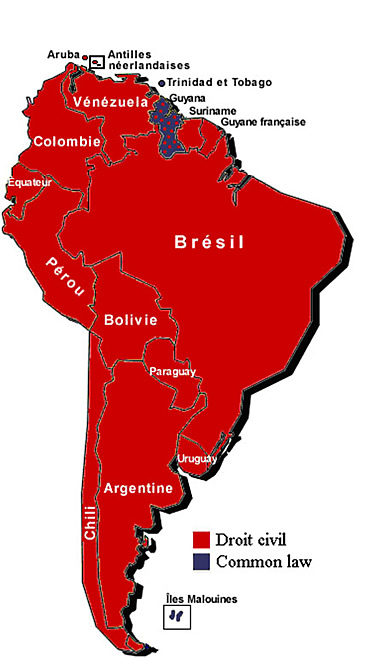 Aruba
Antilles
néerlandaises
Trinidad et Tobago
Vénézuela
Guyana
Suriname
Guyane française
Colombie
Équateur
Brésil
Pérou
Bolivie
Paraguay
Uruguay
Argentine
Chili
Droit civil
Common law
Îles Malouines